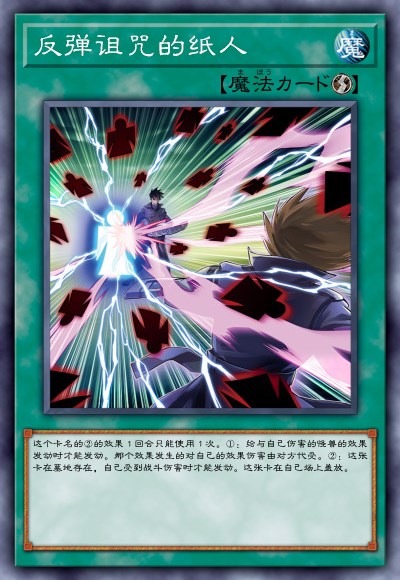 反弹诅咒的纸人
魔
【魔法カード】
ま ほう
这个卡名的②的效果1回合只能使用1次。①：给与自己伤害的怪兽的效果
发动时才能发动。那个效果发生的对自己的效果伤害由对方代受。②：这张
卡在墓地存在，自己受到战斗伤害时才能发动。这张卡在自己场上盖放。